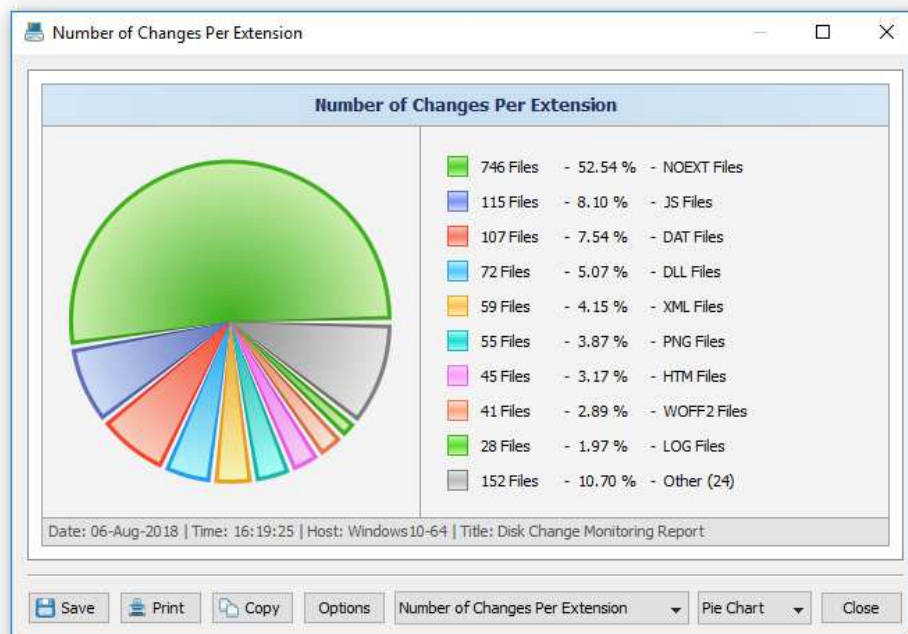 Number of Changes Per Extension
Number of Changes Per Extension
746 Files - 52.54 % - NOEXT Files
115 Files - 8.10 % - JS Files
107 Files - 7.54 % - DAT Files
72 Files - 5.07 % - DLL Files
59 Files - 4.15 % - XML Files
55 Files - 3.87 % - PNG Files
45 Files - 3.17 % - HTM Files
41 Files - 2.89 % - WOFF2 Files
28 Files - 1.97 % - LOG Files
152 Files - 10.70 % - Other (24)
Date: 06-Aug-2018 | Time: 16:19:25 | Host: Windows10-64 | Title: Disk Change Monitoring Report
Save Print Copy Options Number of Changes Per Extension Pie Chart Close